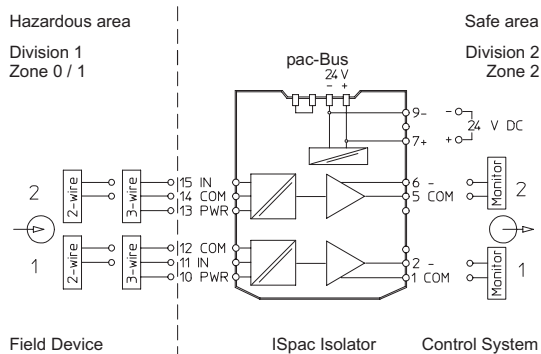 Hazardous area
Safe area
Division 1
Zone 0 / 1
Division 2
Zone 2
pac-Bus
24 V
- +
9-
7+
-
+
24 V DC
2
2-wire
3-wire
15 IN
14 COM
13 PWR
6 -
5 COM
Monitor
2
1
2-wire
3-wire
12 COM
11 IN
10 PWR
2 -
1 COM
Monitor
1
Field Device
ISpac Isolator
Control System